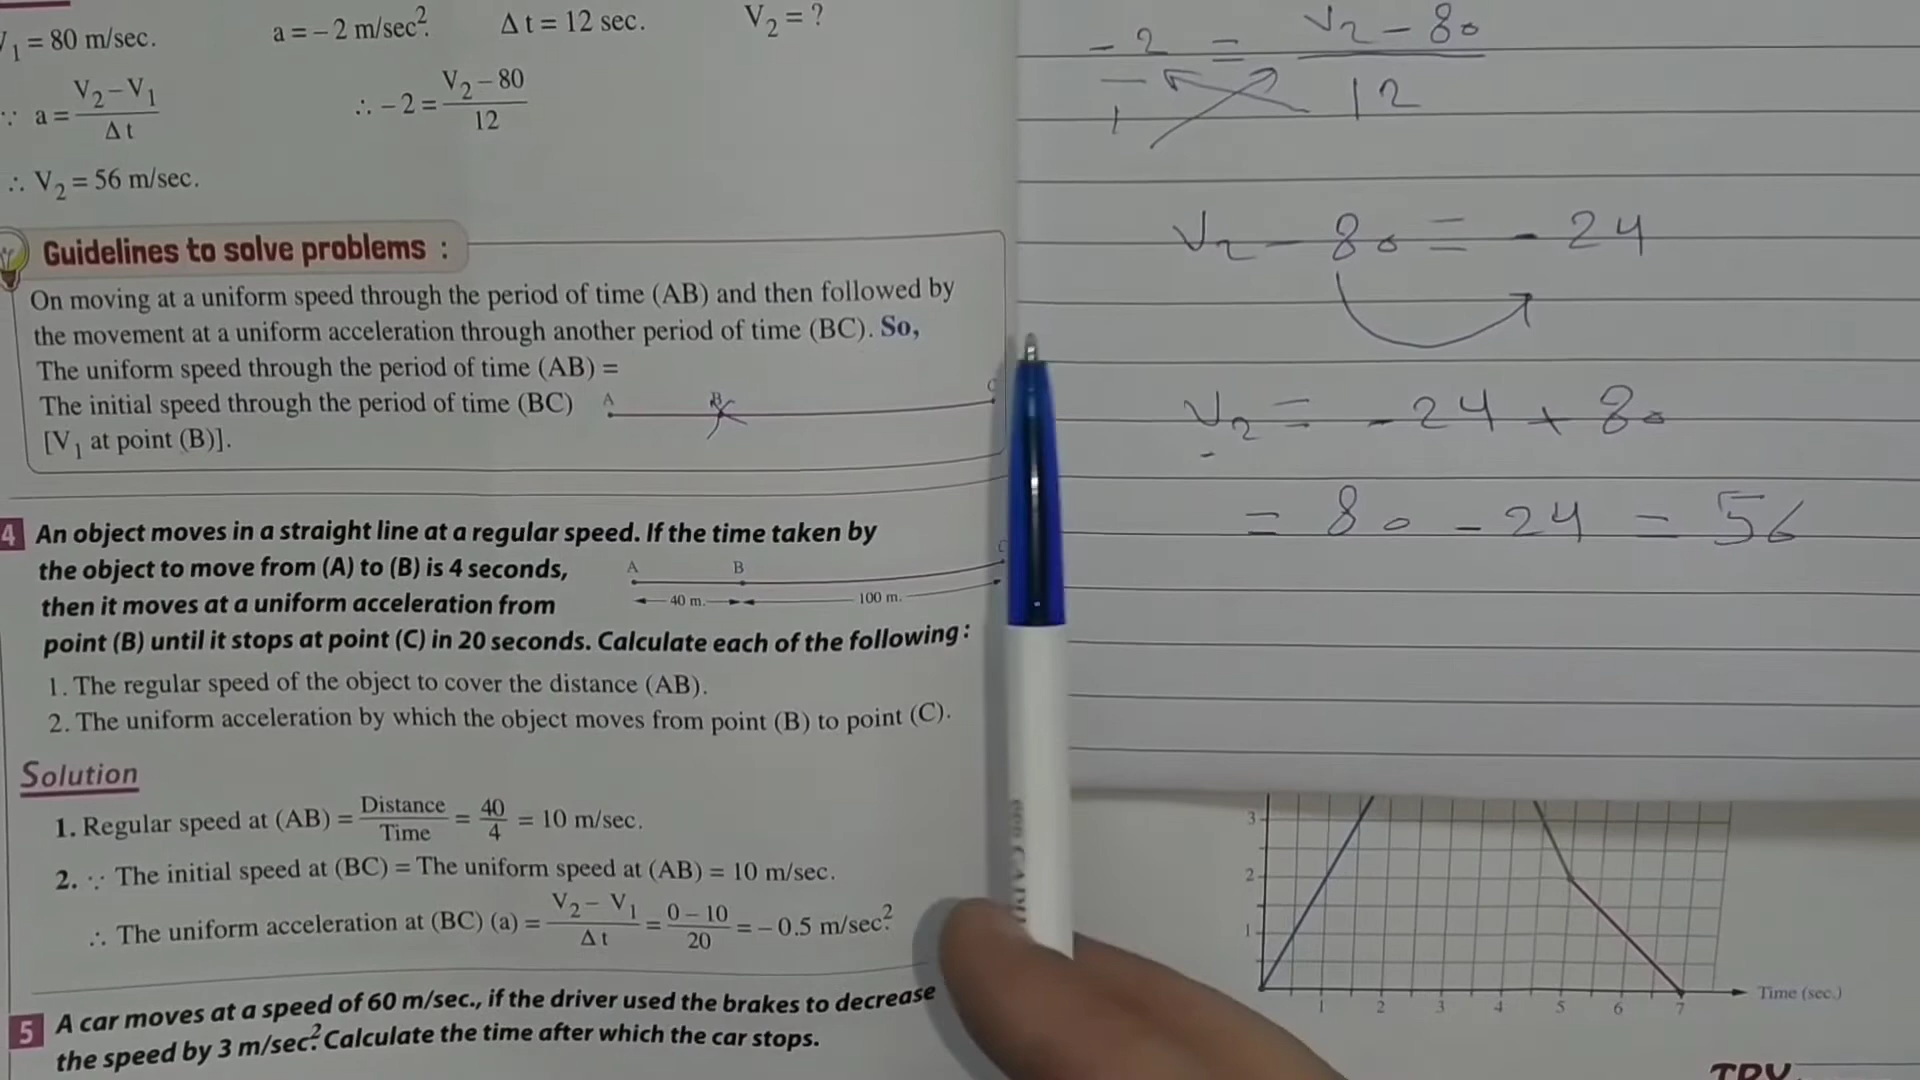 V₁ = 80 m/sec. a = – 2 m/sec². Δt = 12 sec. V₂ = ?
∵ a = (V₂ – V₁)/Δt ∴ – 2 = (V₂ – 80)/12
∴ V₂ = 56 m/sec.
Guidelines to solve problems :
On moving at a uniform speed through the period of time (AB) and then followed by
the movement at a uniform acceleration through another period of time (BC). So,
The uniform speed through the period of time (AB) =
The initial speed through the period of time (BC)
[V₁ at point (B)].
A B C
4 An object moves in a straight line at a regular speed. If the time taken by
the object to move from (A) to (B) is 4 seconds,
then it moves at a uniform acceleration from
point (B) until it stops at point (C) in 20 seconds. Calculate each of the following :
A B C
40 m. 100 m.
1. The regular speed of the object to cover the distance (AB).
2. The uniform acceleration by which the object moves from point (B) to point (C).
Solution
1. Regular speed at (AB) = Distance/Time = 40/4 = 10 m/sec.
2. ∵ The initial speed at (BC) = The uniform speed at (AB) = 10 m/sec.
∴ The uniform acceleration at (BC) (a) = (V₂ – V₁)/Δt = (0 – 10)/20 = – 0.5 m/sec².
5 A car moves at a speed of 60 m/sec., if the driver used the brakes to decrease
the speed by 3 m/sec². Calculate the time after which the car stops.
-2/1 = (V₂ - 80)/12
V₂ - 80 = - 24
V₂ = - 24 + 80
= 80 - 24 = 56
3
2
1
1 2 3 4 5 6 7 Time (sec.)
TRY